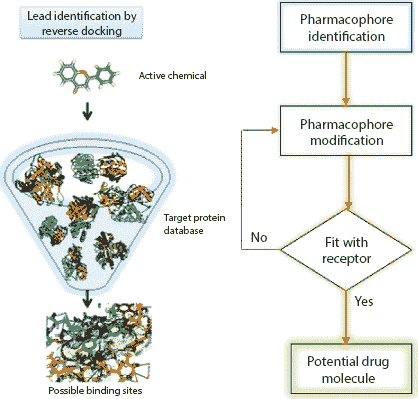 Lead identification by
reverse docking
Active chemical
Target protein
database
Possible binding sites
Pharmacophore
identification
Pharmacophore
modification
No
Fit with
receptor
Yes
Potential drug
molecule